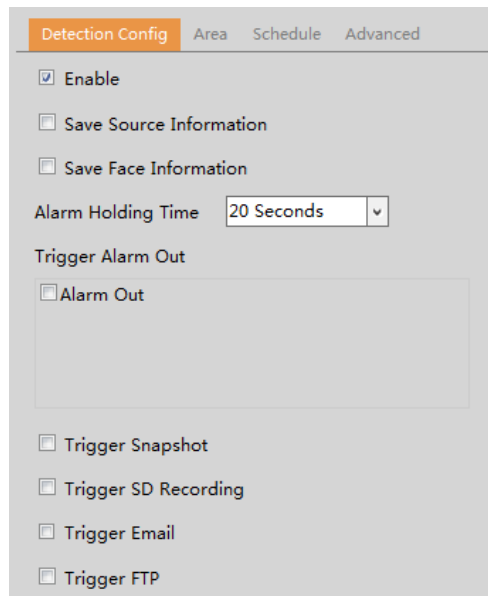 Detection Config Area Schedule Advanced
Enable
Save Source Information
Save Face Information
Alarm Holding Time 20 Seconds
Trigger Alarm Out
Alarm Out
Trigger Snapshot
Trigger SD Recording
Trigger Email
Trigger FTP